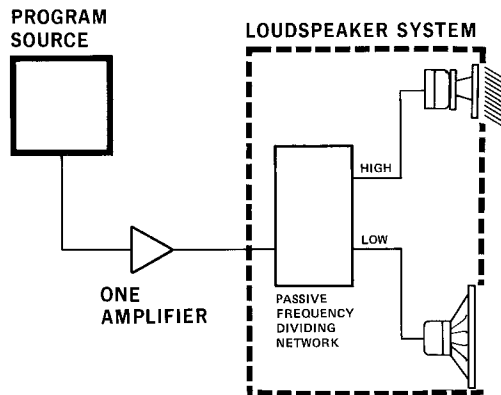 PROGRAM
SOURCE
LOUDSPEAKER SYSTEM
HIGH
LOW
ONE
AMPLIFIER
PASSIVE
FREQUENCY
DIVIDING
NETWORK